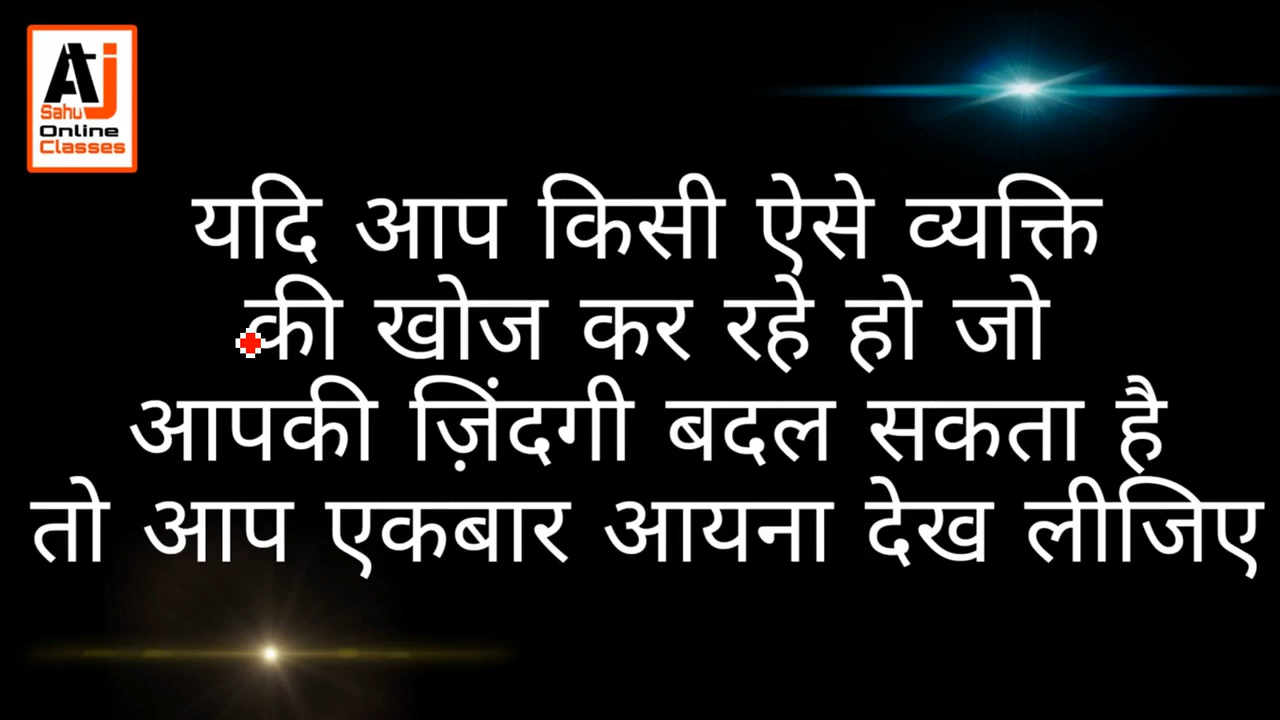 AJ
Sahu
Online
Classes
यदि आप किसी ऐसे व्यक्ति
की खोज कर रहे हो जो
आपकी ज़िंदगी बदल सकता है
तो आप एकबार आयना देख लीजिए